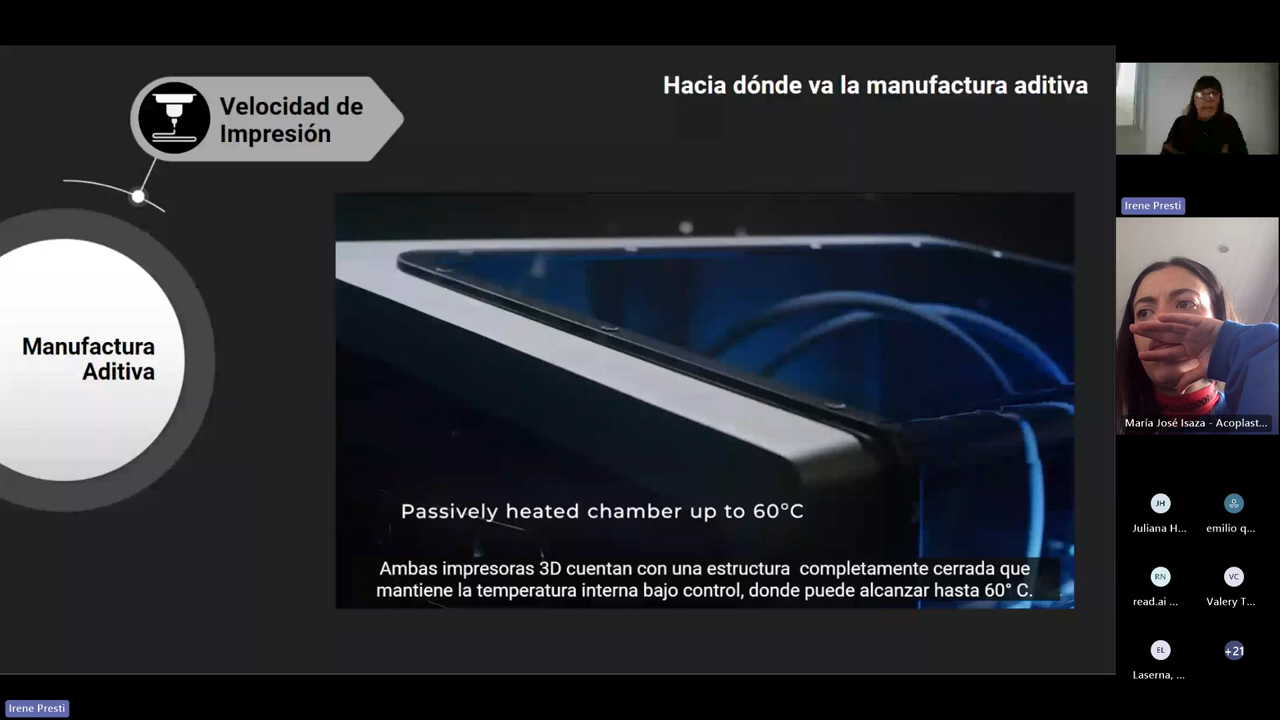 Velocidad de
Impresión
Hacia dónde va la manufactura aditiva
Manufactura
Aditiva
Passively heated chamber up to 60°C
Ambas impresoras 3D cuentan con una estructura completamente cerrada que
mantiene la temperatura interna bajo control, donde puede alcanzar hasta 60° C.
Irene Presti
María José Isaza - Acoplast...
JH
Juliana H...
emilio q...
RN
read.ai ...
VC
Valery T...
EL
Laserna, ...
+21
Irene Presti